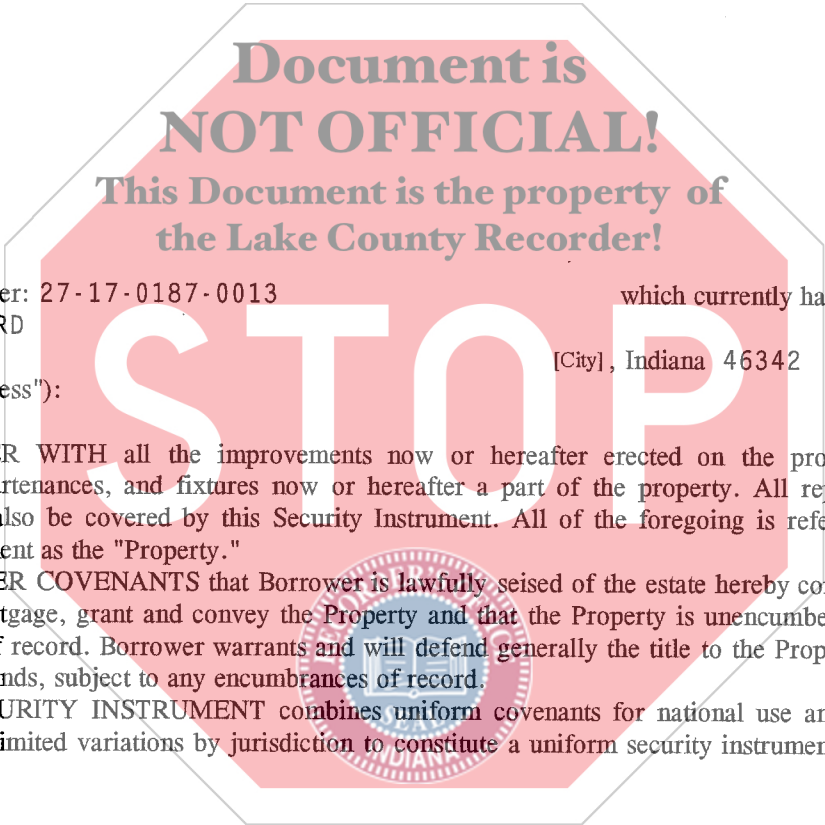 Document is
NOT OFFICIAL!
This Document is the property of
the Lake County Recorder!
er: 27-17-0187-0013 which currently ha
RD
[City], Indiana 46342
ess"):
STOP
R WITH all the improvements now or hereafter erected on the pro
rtenances, and fixtures now or hereafter a part of the property. All re
also be covered by this Security Instrument. All of the foregoing is refe
ent as the "Property."
ER COVENANTS that Borrower is lawfully seised of the estate hereby co
tgage, grant and convey the Property and that the Property is unencumbe
f record. Borrower warrants and will defend generally the title to the Prop
nds, subject to any encumbrances of record.
URITY INSTRUMENT combines uniform covenants for national use an
imited variations by jurisdiction to constitute a uniform security instrumen
SEAL
INDIANA